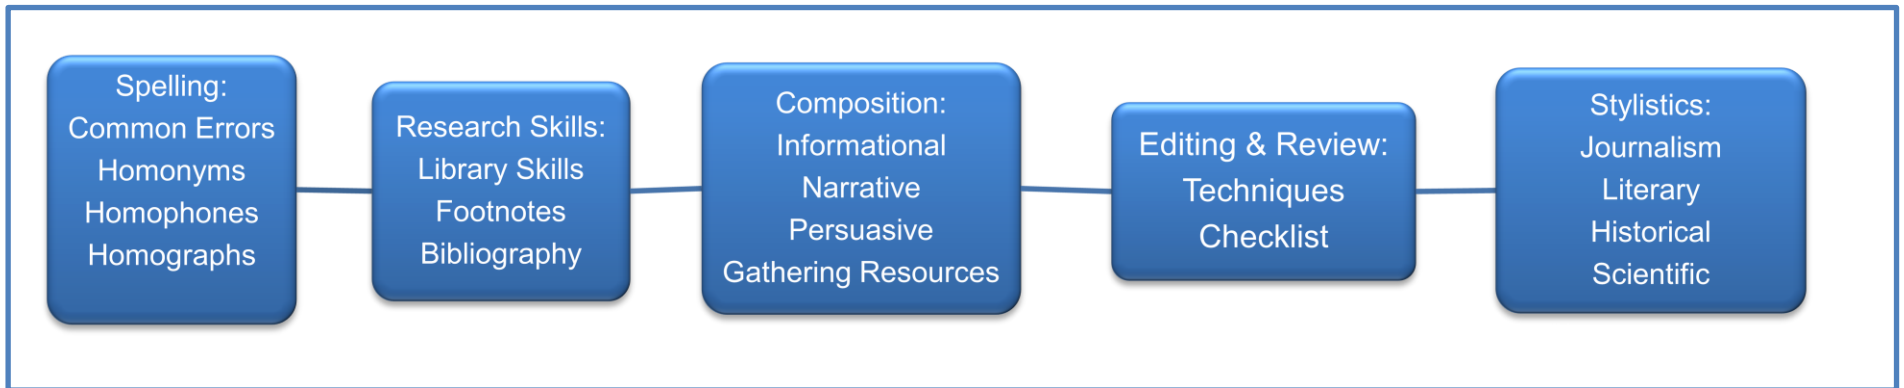 Spelling:
Common Errors
Homonyms
Homophones
Homographs
Research Skills:
Library Skills
Footnotes
Bibliography
Composition:
Informational
Narrative
Persuasive
Gathering Resources
Editing & Review:
Techniques
Checklist
Stylistics:
Journalism
Literary
Historical
Scientific